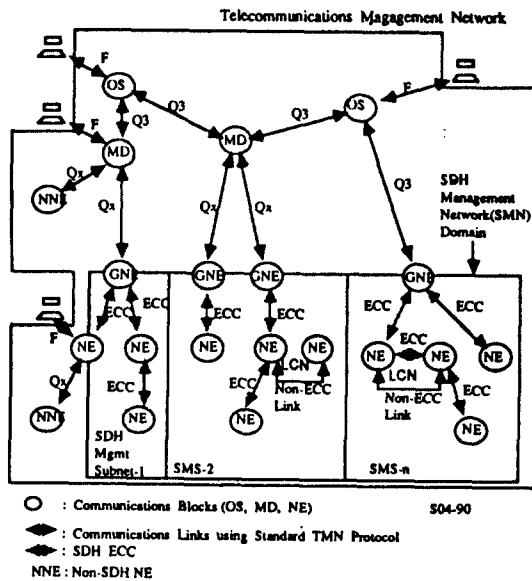 Telecommunications Magagement Network
F
OS
F
Q3
Q3
Q3
OS
F
MD
MD
Qx
NNE
Qx
Qx
Qx
Q3
SDH
Management
Network(SMN)
Domain
GNE
GNE
GNE
GNE
ECC
ECC
ECC
ECC
ECC
ECC
F
NE
NE
NE
NE
NE
NE
ECC
NE
NE
Qx
ECC
ECC
LCN
Non-ECC
Link
LCN
Non-ECC
Link
ECC
NNE
NE
NE
NE
SDH
Mgmt
Subnet-1
SMS-2
SMS-n
: Communications Blocks (OS, MD, NE)
S04-90
: Communications Links using Standard TMN Protocol
: SDH ECC
NNE : Non-SDH NE